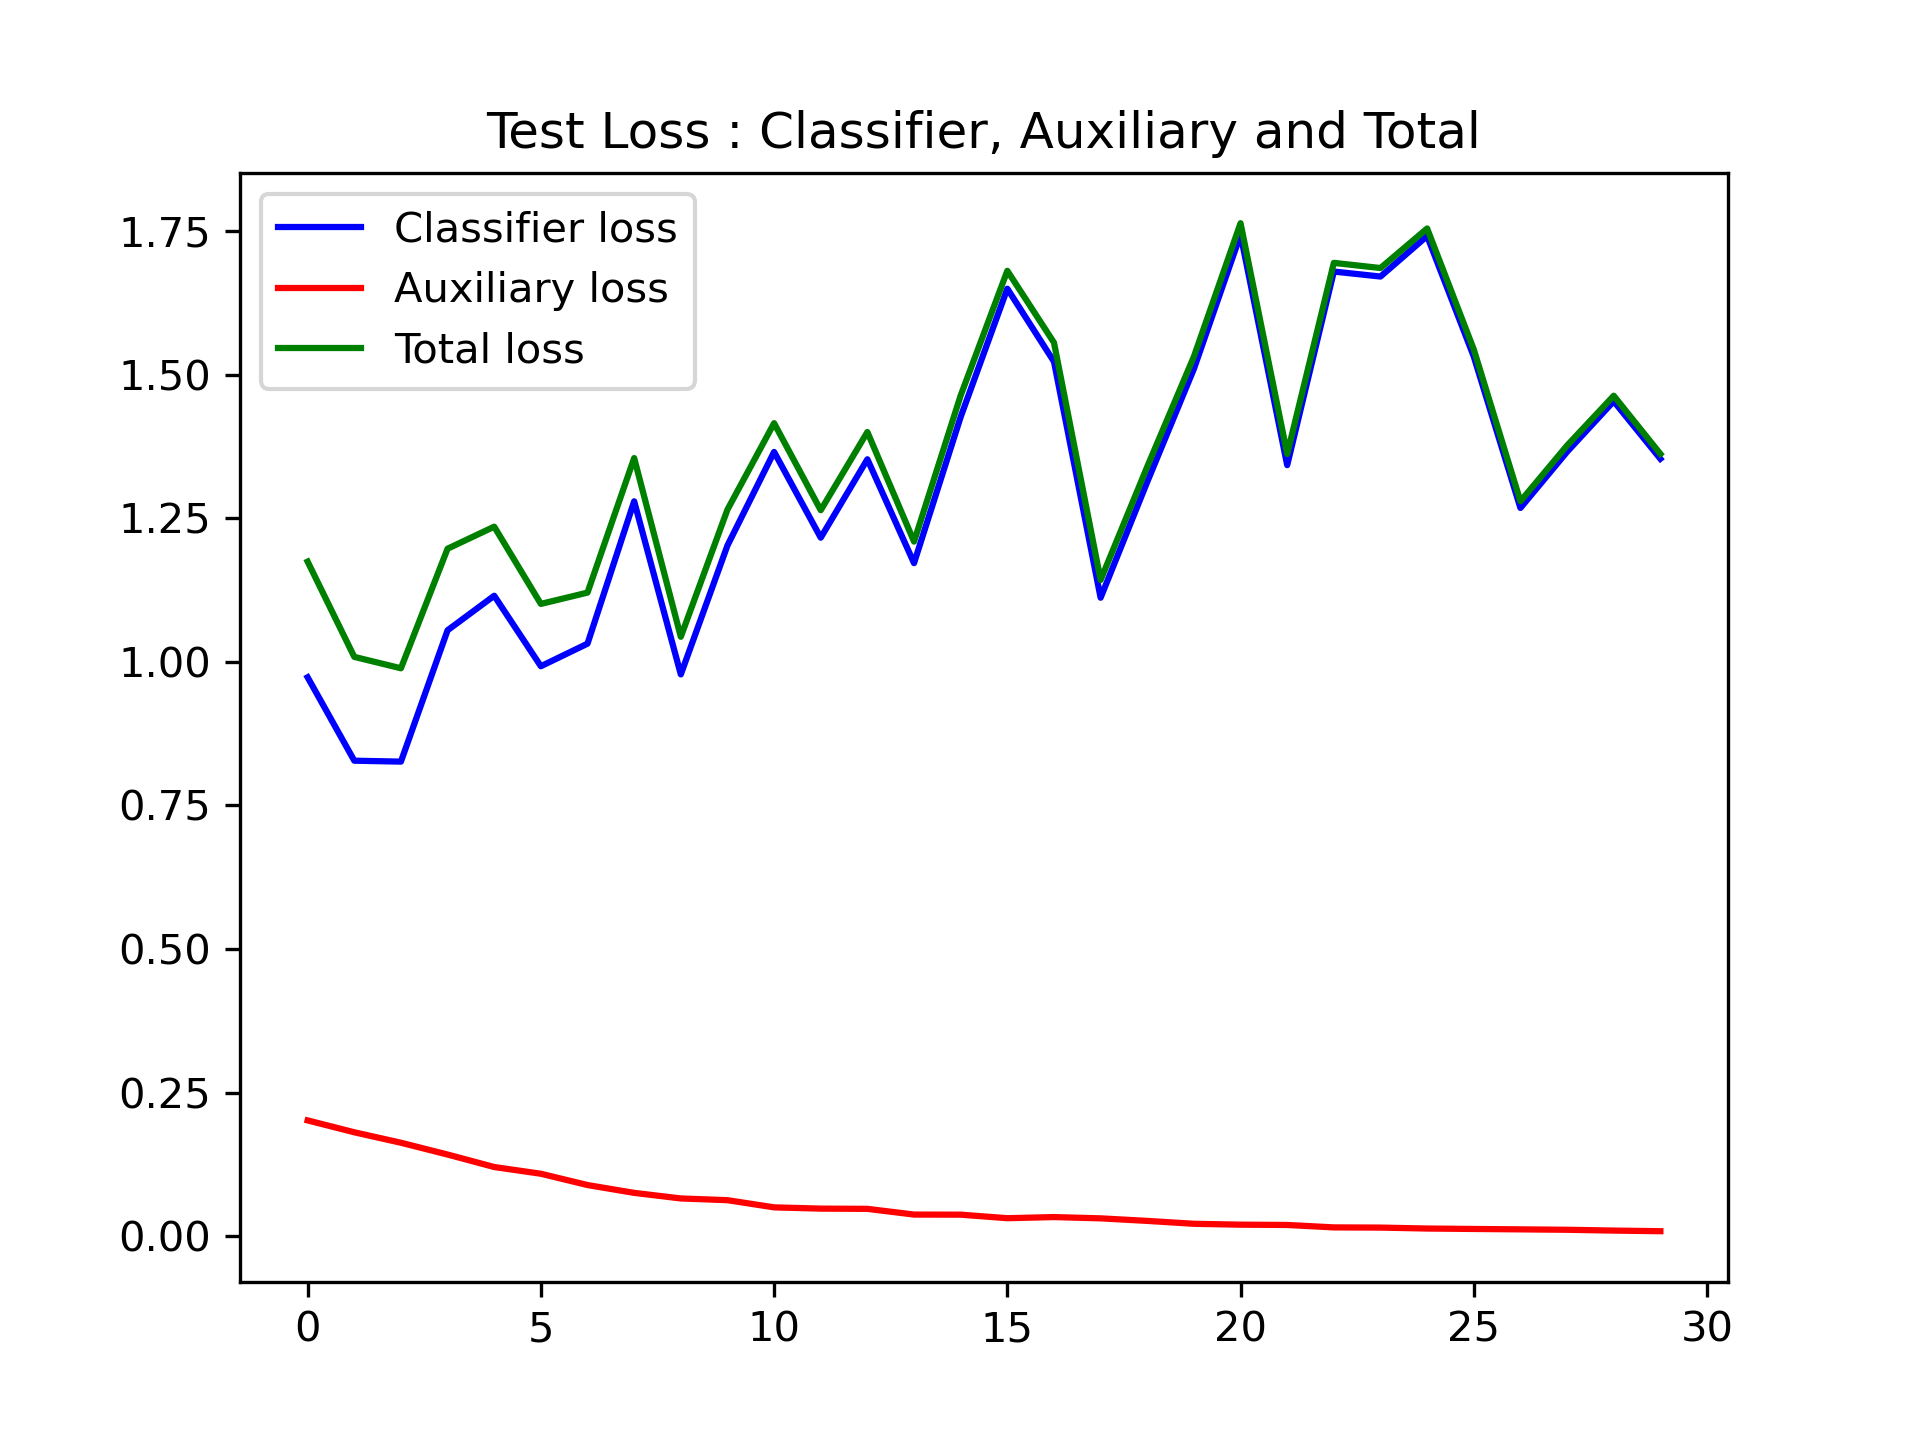 Test Loss : Classifier, Auxiliary and Total
Classifier loss
Auxiliary loss
Total loss
1.75
1.50
1.25
1.00
0.75
0.50
0.25
0.00
0 5 10 15 20 25 30